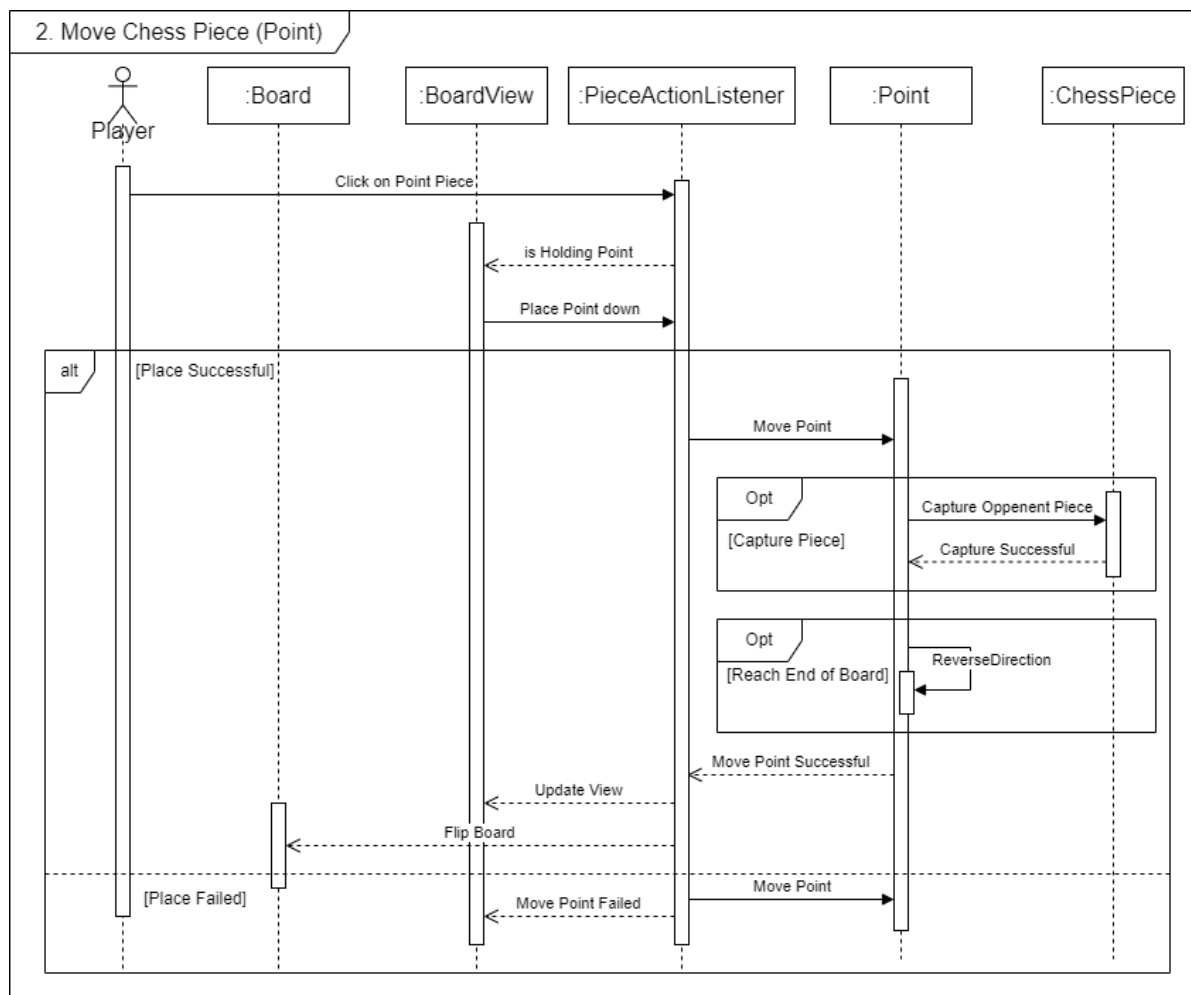 2. Move Chess Piece (Point)
Player
:Board
:BoardView
:PieceActionListener
:Point
:ChessPiece
Click on Point Piece
is Holding Point
Place Point down
alt
[Place Successful]
Move Point
Opt
[Capture Piece]
Capture Oppenent Piece
Capture Successful
Opt
[Reach End of Board]
ReverseDirection
Move Point Successful
Update View
Flip Board
[Place Failed]
Move Point
Move Point Failed